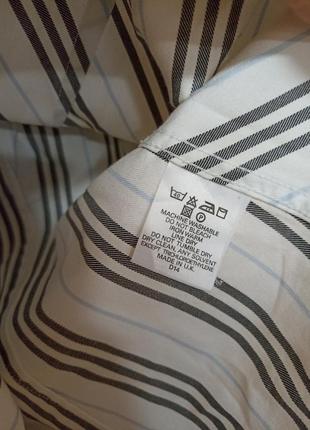 40
P
MACHINE WASHABLE
DO NOT BLEACH
IRON WARM
LINE DRY
DO NOT TUMBLE DRY
DRY CLEAN, ANY SOLVENT
EXCEPT TRICHLOROETHYLENE
MADE IN U.K.
D14